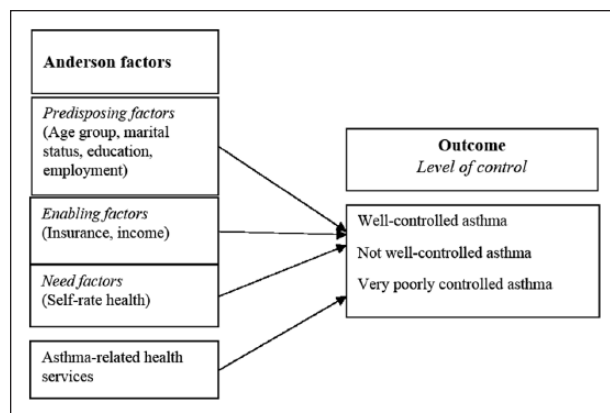 Anderson factors
Predisposing factors
(Age group, marital
status, education,
employment)
Enabling factors
(Insurance, income)
Need factors
(Self-rate health)
Asthma-related health
services
Outcome
Level of control
Well-controlled asthma
Not well-controlled asthma
Very poorly controlled asthma